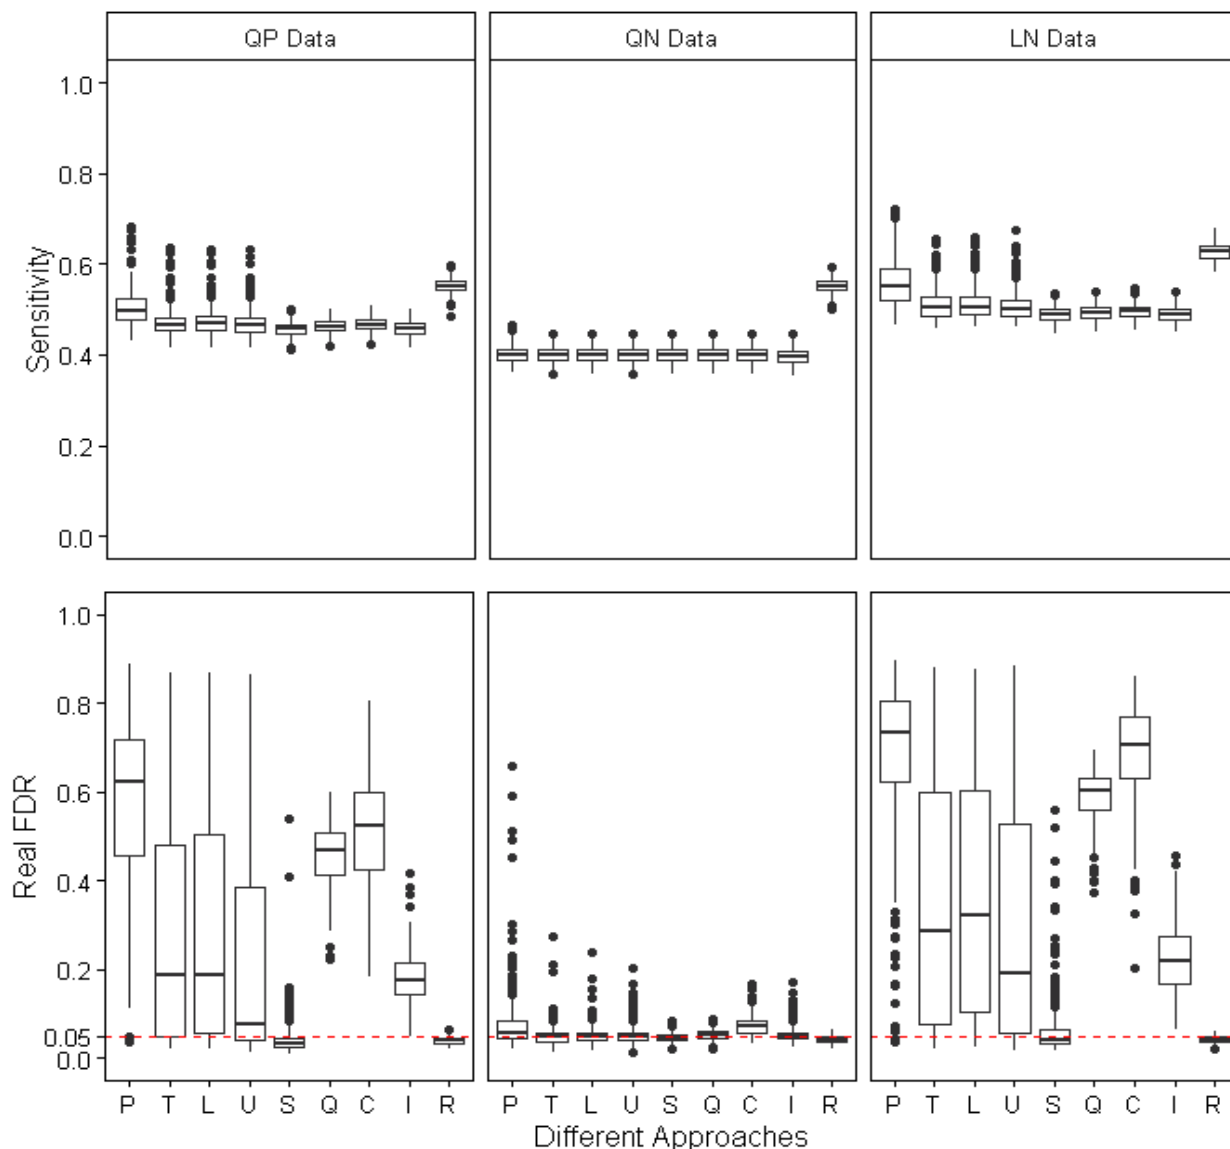 QP Data QN Data LN Data
Sensitivity
1.0
0.8
0.6
0.4
0.2
0.0
Real FDR
1.0
0.8
0.6
0.4
0.2
0.05
0.0
P T L U S Q C I R P T L U S Q C I R P T L U S Q C I R
Different Approaches